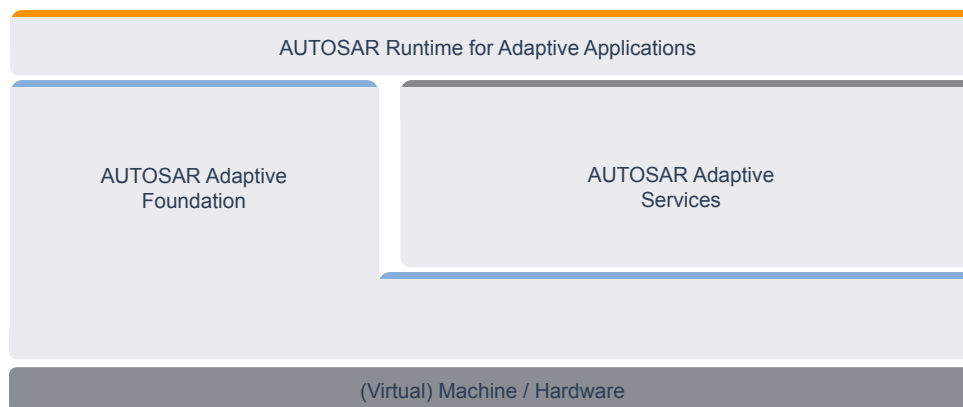 AUTOSAR Runtime for Adaptive Applications
AUTOSAR Adaptive
Foundation
AUTOSAR Adaptive
Services
(Virtual) Machine / Hardware